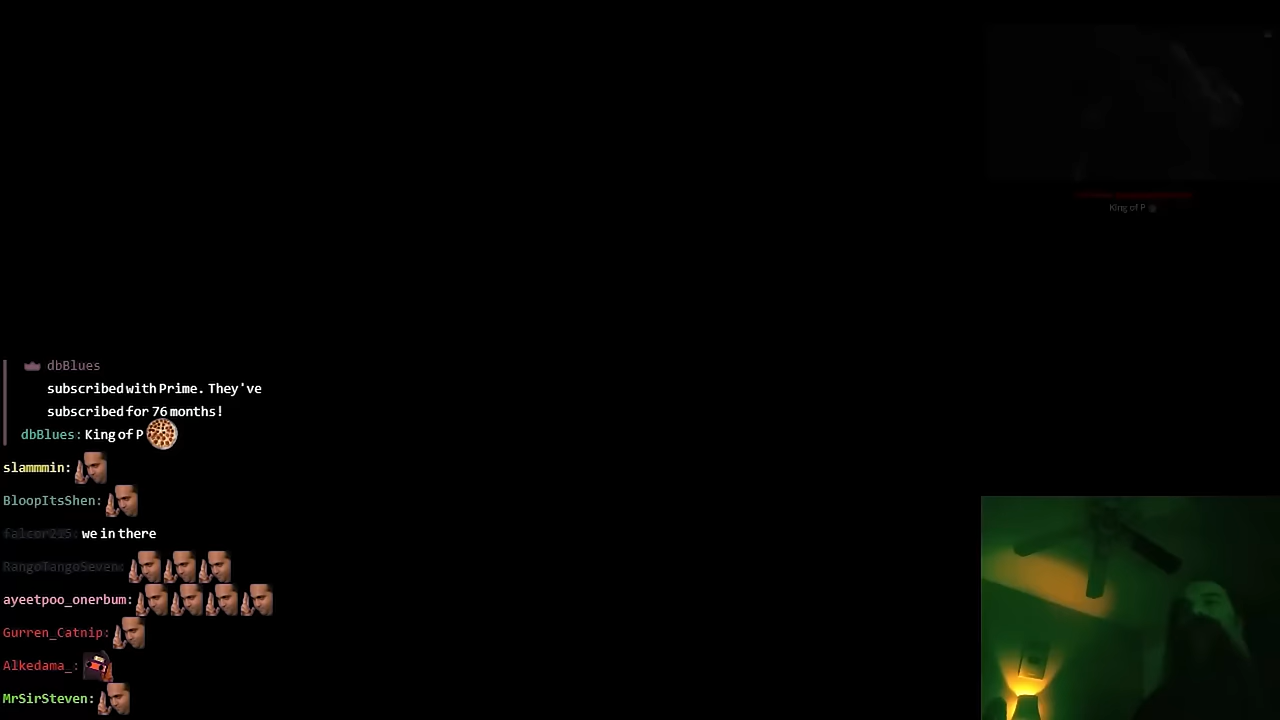 King of P
dbBlues
subscribed with Prime. They've
subscribed for 76 months!
dbBlues: King of P
slammmin:
BloopItsShen:
falcor215: we in there
RangoTangoSeven:
ayeetpoo_onerbum:
Gurren_Catnip:
Alkedama_:
MrSirSteven: